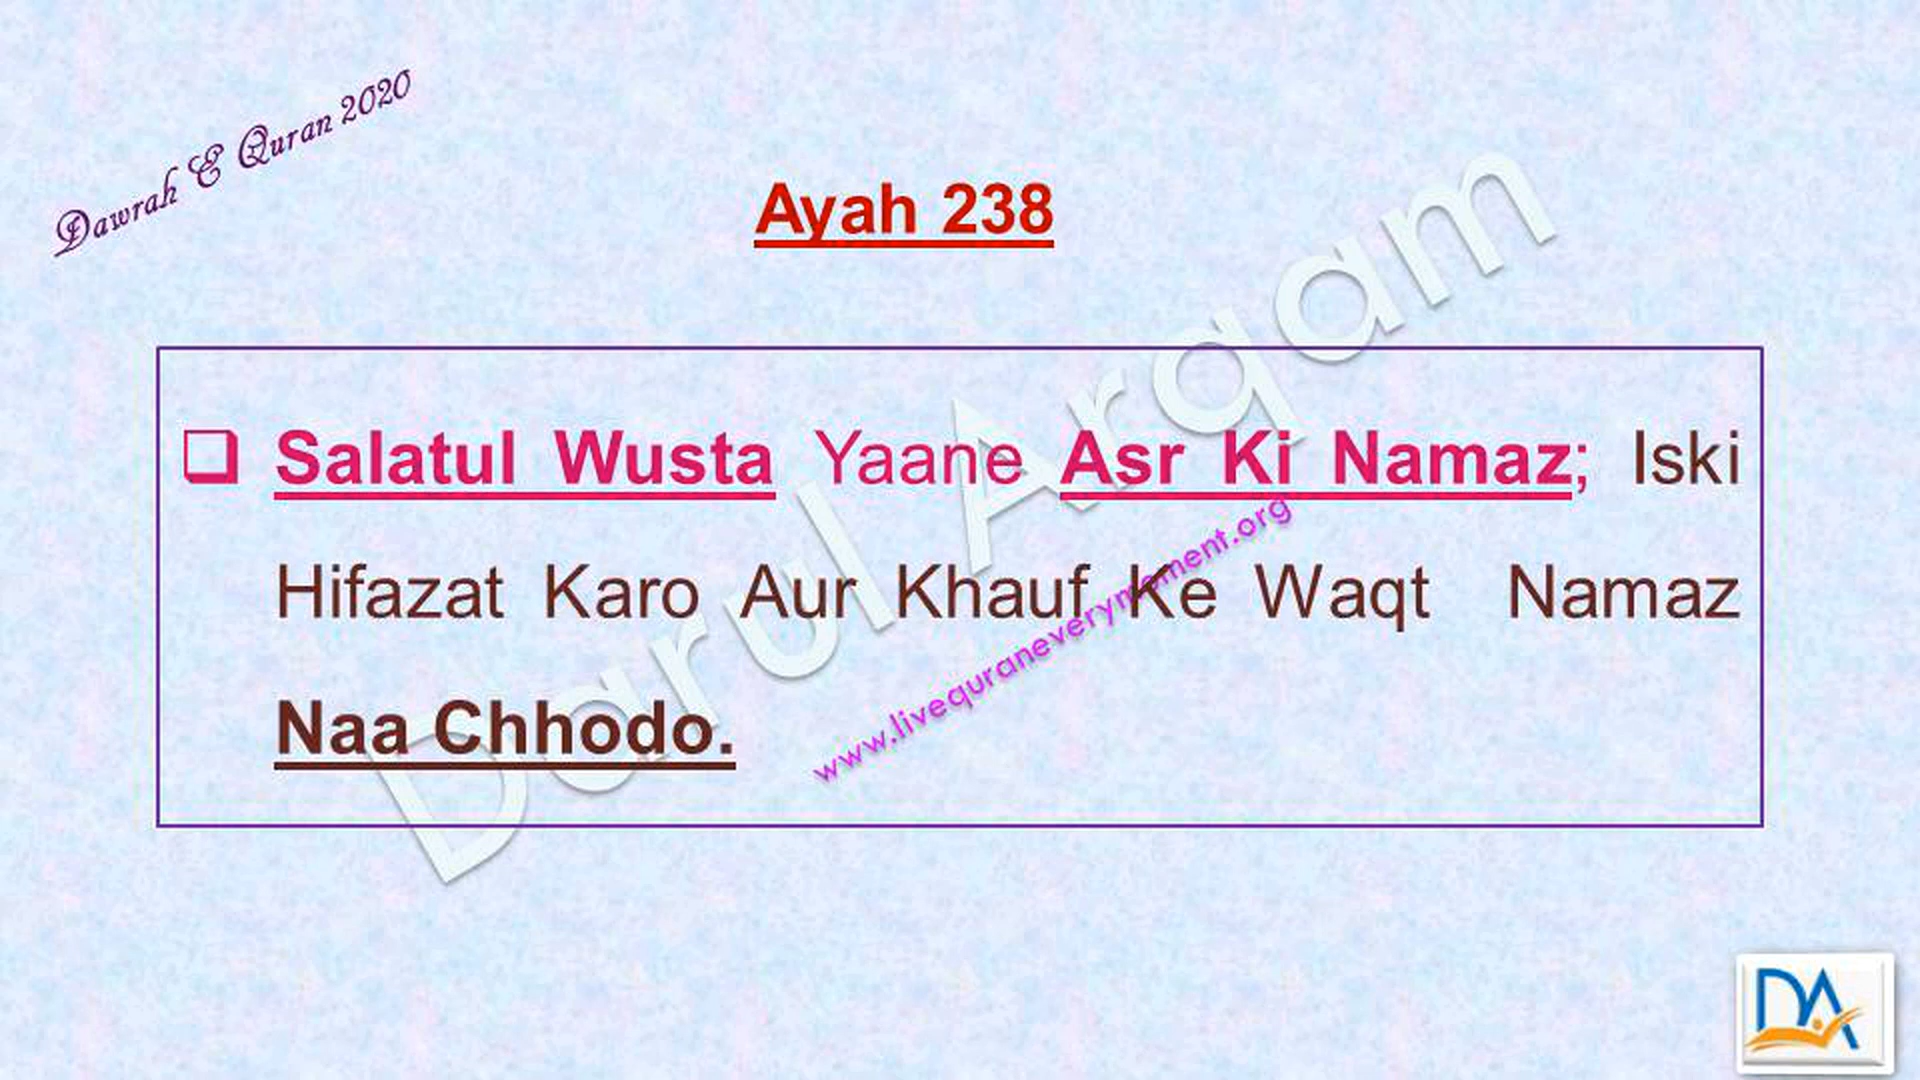 Dawrah E Quran 2020
Ayah 238
❑ Salatul Wusta Yaane Asr Ki Namaz; Iski
Hifazat Karo Aur Khauf Ke Waqt Namaz
Naa Chhodo.
Darul Arqam
www.livequraneverymoment.org
DA